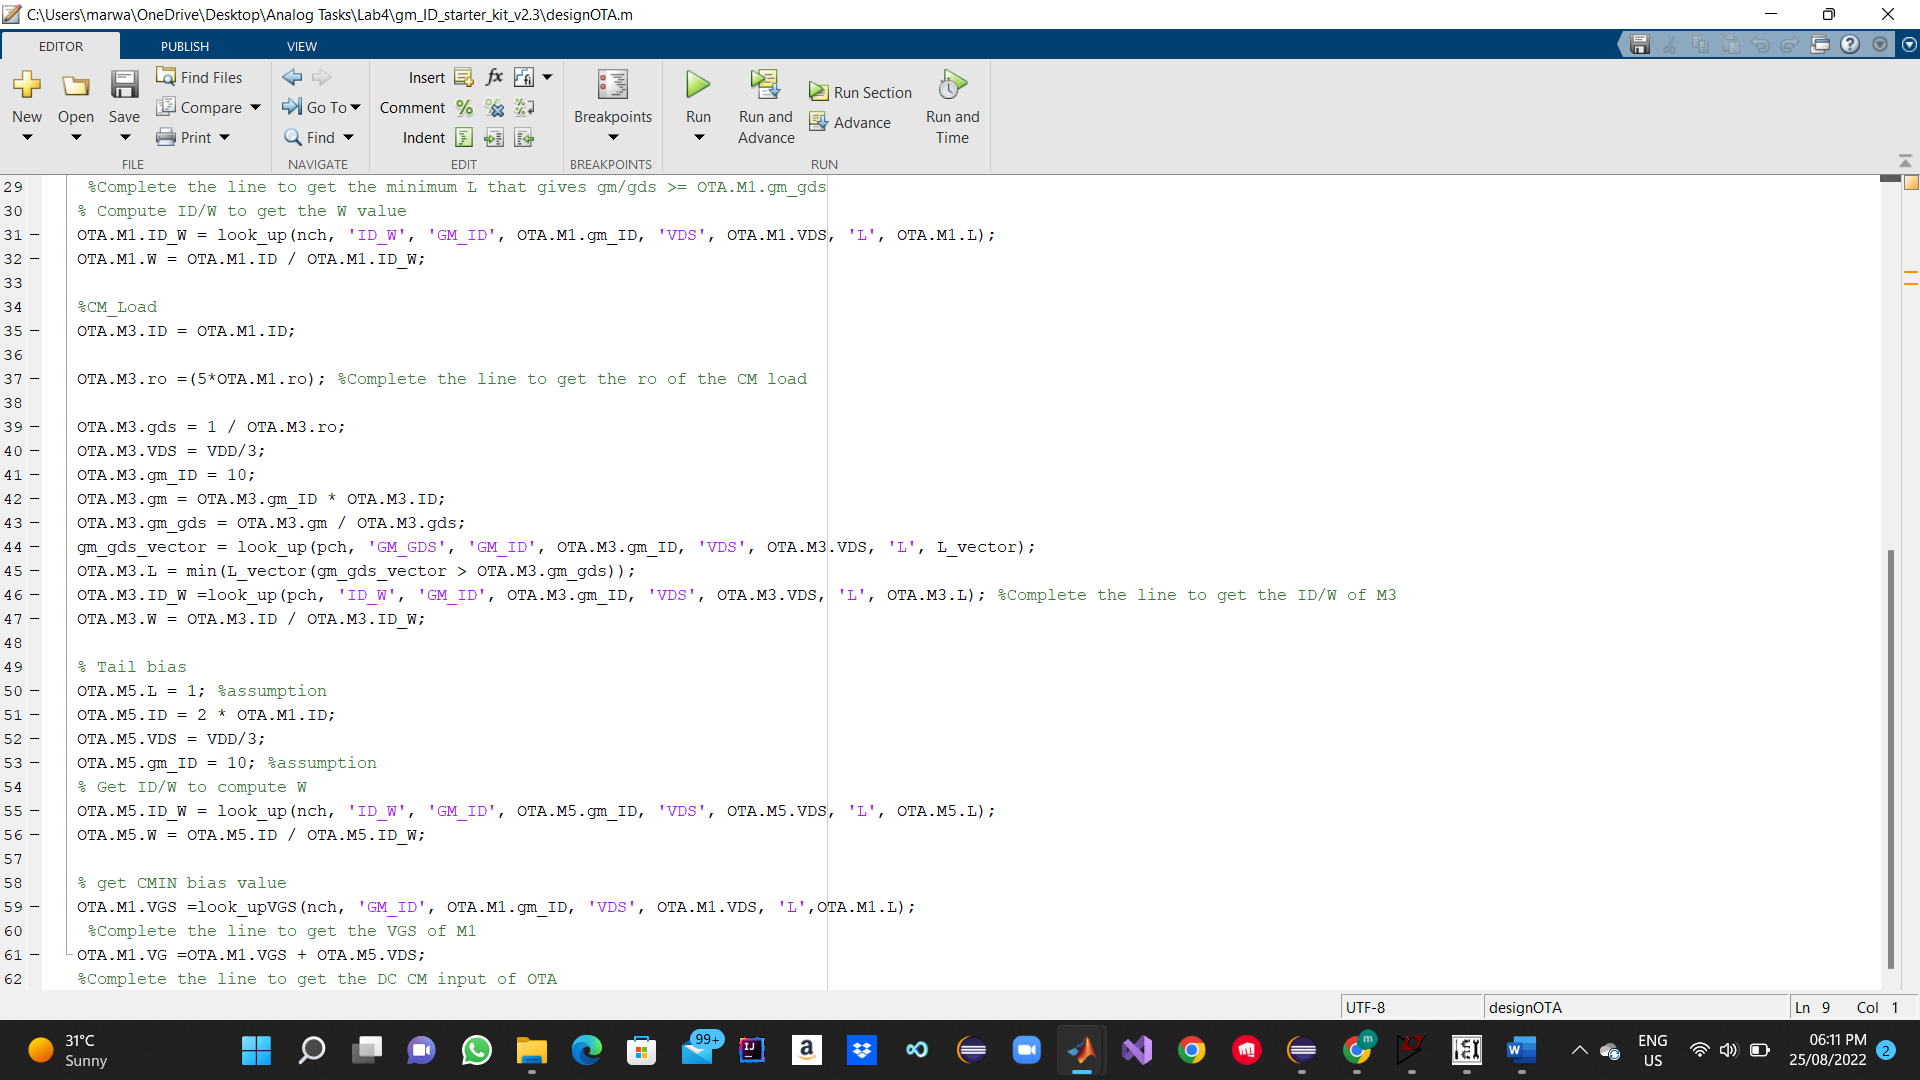 C:\Users\marwa\OneDrive\Desktop\Analog Tasks\Lab4\gm_ID_starter_kit_v2.3\designOTA.m
EDITOR PUBLISH VIEW
New Open Save Find Files Compare Print
FILE
Go To Find
NAVIGATE
Insert fx
Comment
Indent
EDIT
Breakpoints
BREAKPOINTS
Run Run and Advance Run Section Advance Run and Time
RUN
29 %Complete the line to get the minimum L that gives gm/gds >= OTA.M1.gm_gds
30 % Compute ID/W to get the W value
31 OTA.M1.ID_W = look_up(nch, 'ID_W', 'GM_ID', OTA.M1.gm_ID, 'VDS', OTA.M1.VDS, 'L', OTA.M1.L);
32 OTA.M1.W = OTA.M1.ID / OTA.M1.ID_W;
33
34 %CM_Load
35 OTA.M3.ID = OTA.M1.ID;
36
37 OTA.M3.ro =(5*OTA.M1.ro); %Complete the line to get the ro of the CM load
38
39 OTA.M3.gds = 1 / OTA.M3.ro;
40 OTA.M3.VDS = VDD/3;
41 OTA.M3.gm_ID = 10;
42 OTA.M3.gm = OTA.M3.gm_ID * OTA.M3.ID;
43 OTA.M3.gm_gds = OTA.M3.gm / OTA.M3.gds;
44 gm_gds_vector = look_up(pch, 'GM_GDS', 'GM_ID', OTA.M3.gm_ID, 'VDS', OTA.M3.VDS, 'L', L_vector);
45 OTA.M3.L = min(L_vector(gm_gds_vector > OTA.M3.gm_gds));
46 OTA.M3.ID_W =look_up(pch, 'ID_W', 'GM_ID', OTA.M3.gm_ID, 'VDS', OTA.M3.VDS, 'L', OTA.M3.L); %Complete the line to get the ID/W of M3
47 OTA.M3.W = OTA.M3.ID / OTA.M3.ID_W;
48
49 % Tail bias
50 OTA.M5.L = 1; %assumption
51 OTA.M5.ID = 2 * OTA.M1.ID;
52 OTA.M5.VDS = VDD/3;
53 OTA.M5.gm_ID = 10; %assumption
54 % Get ID/W to compute W
55 OTA.M5.ID_W = look_up(nch, 'ID_W', 'GM_ID', OTA.M5.gm_ID, 'VDS', OTA.M5.VDS, 'L', OTA.M5.L);
56 OTA.M5.W = OTA.M5.ID / OTA.M5.ID_W;
57
58 % get CMIN bias value
59 OTA.M1.VGS =look_upVGS(nch, 'GM_ID', OTA.M1.gm_ID, 'VDS', OTA.M1.VDS, 'L',OTA.M1.L);
60 %Complete the line to get the VGS of M1
61 OTA.M1.VG =OTA.M1.VGS + OTA.M5.VDS;
62 %Complete the line to get the DC CM input of OTA
UTF-8 designOTA Ln 9 Col 1
31°C
Sunny
99+
ENG
US
06:11 PM
25/08/2022
2